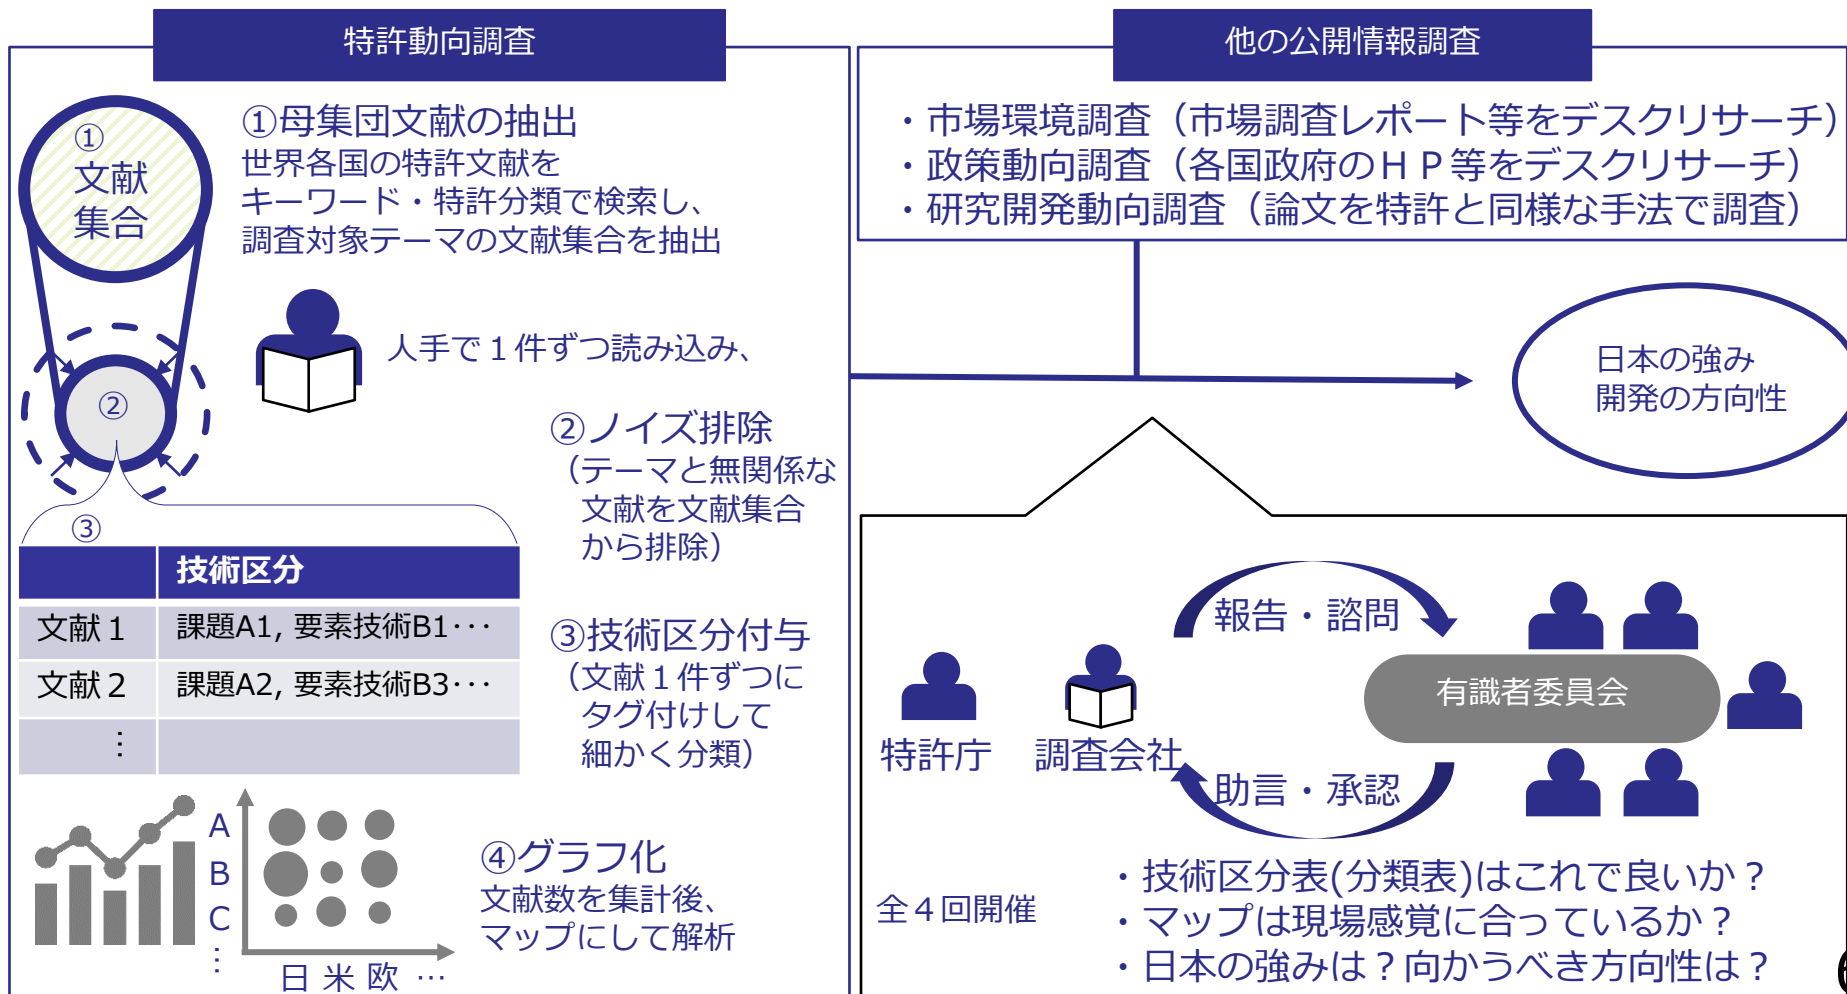 特許動向調査
①
文献
集合
①母集団文献の抽出
世界各国の特許文献を
キーワード・特許分類で検索し、
調査対象テーマの文献集合を抽出
人手で１件ずつ読み込み、
②
②ノイズ排除
（テーマと無関係な
文献を文献集合
から排除）
③
技術区分
文献１ 課題A1, 要素技術B1･･･
文献２ 課題A2, 要素技術B3･･･
⋮
③技術区分付与
（文献１件ずつに
タグ付けして
細かく分類）
A
B
C
⋮
日 米 欧 …
④グラフ化
文献数を集計後、
マップにして解析
他の公開情報調査
・市場環境調査（市場調査レポート等をデスクリサーチ）
・政策動向調査（各国政府のＨＰ等をデスクリサーチ）
・研究開発動向調査（論文を特許と同様な手法で調査）
日本の強み
開発の方向性
報告・諮問
有識者委員会
特許庁
調査会社
助言・承認
全４回開催
・技術区分表(分類表)はこれで良いか？
・マップは現場感覚に合っているか？
・日本の強みは？向かうべき方向性は？